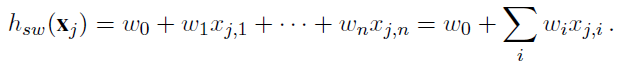 h_{sw}(\mathbf{x}_j) = w_0 + w_1 x_{j,1} + \cdots + w_n x_{j,n} = w_0 + \sum_i w_i x_{j,i} .